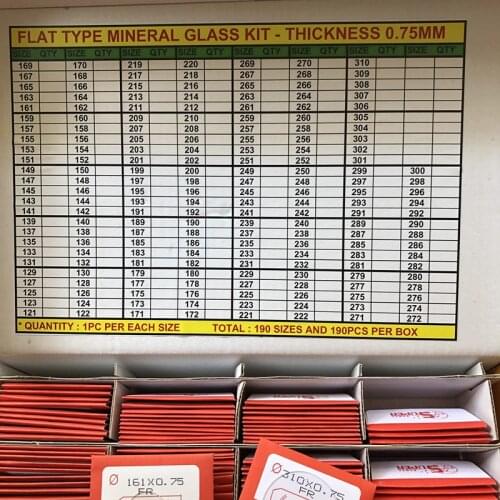 FLAT TYPE MINERAL GLASS KIT - THICKNESS 0.75MM
SIZE QTY SIZE QTY SIZE QTY SIZE QTY SIZE QTY SIZE QTY SIZE QTY SIZE QTY
169 170 219 220 269 270 310
167 168 217 218 267 268 309
165 166 215 216 265 266 308
163 164 213 214 263 264 307
161 162 211 212 261 262 306
159 160 209 210 259 260 305
157 158 207 208 257 258 304
155 156 205 206 255 256 303
153 154 203 204 253 254 302
151 152 201 202 251 252 301
149 150 199 200 249 250 299 300
147 148 197 198 247 248 297 298
145 146 195 196 245 246 295 296
143 144 193 194 243 244 293 294
141 142 191 192 241 242 291 292
139 140 189 190 239 240 289 290
137 138 187 188 237 238 287 288
135 136 185 186 235 236 285 286
133 134 183 184 233 234 283 284
131 132 181 182 231 232 281 282
129 130 179 180 229 230 279 280
127 128 177 178 227 228 277 278
125 126 175 176 225 226 275 276
123 124 173 174 223 224 273 274
121 122 171 172 221 222 271 272
* QUANTITY : 1PC PER EACH SIZE TOTAL : 190 SIZES AND 190PCS PER BOX
Ø 161X0.75
FR
Ø310X0.75
FR